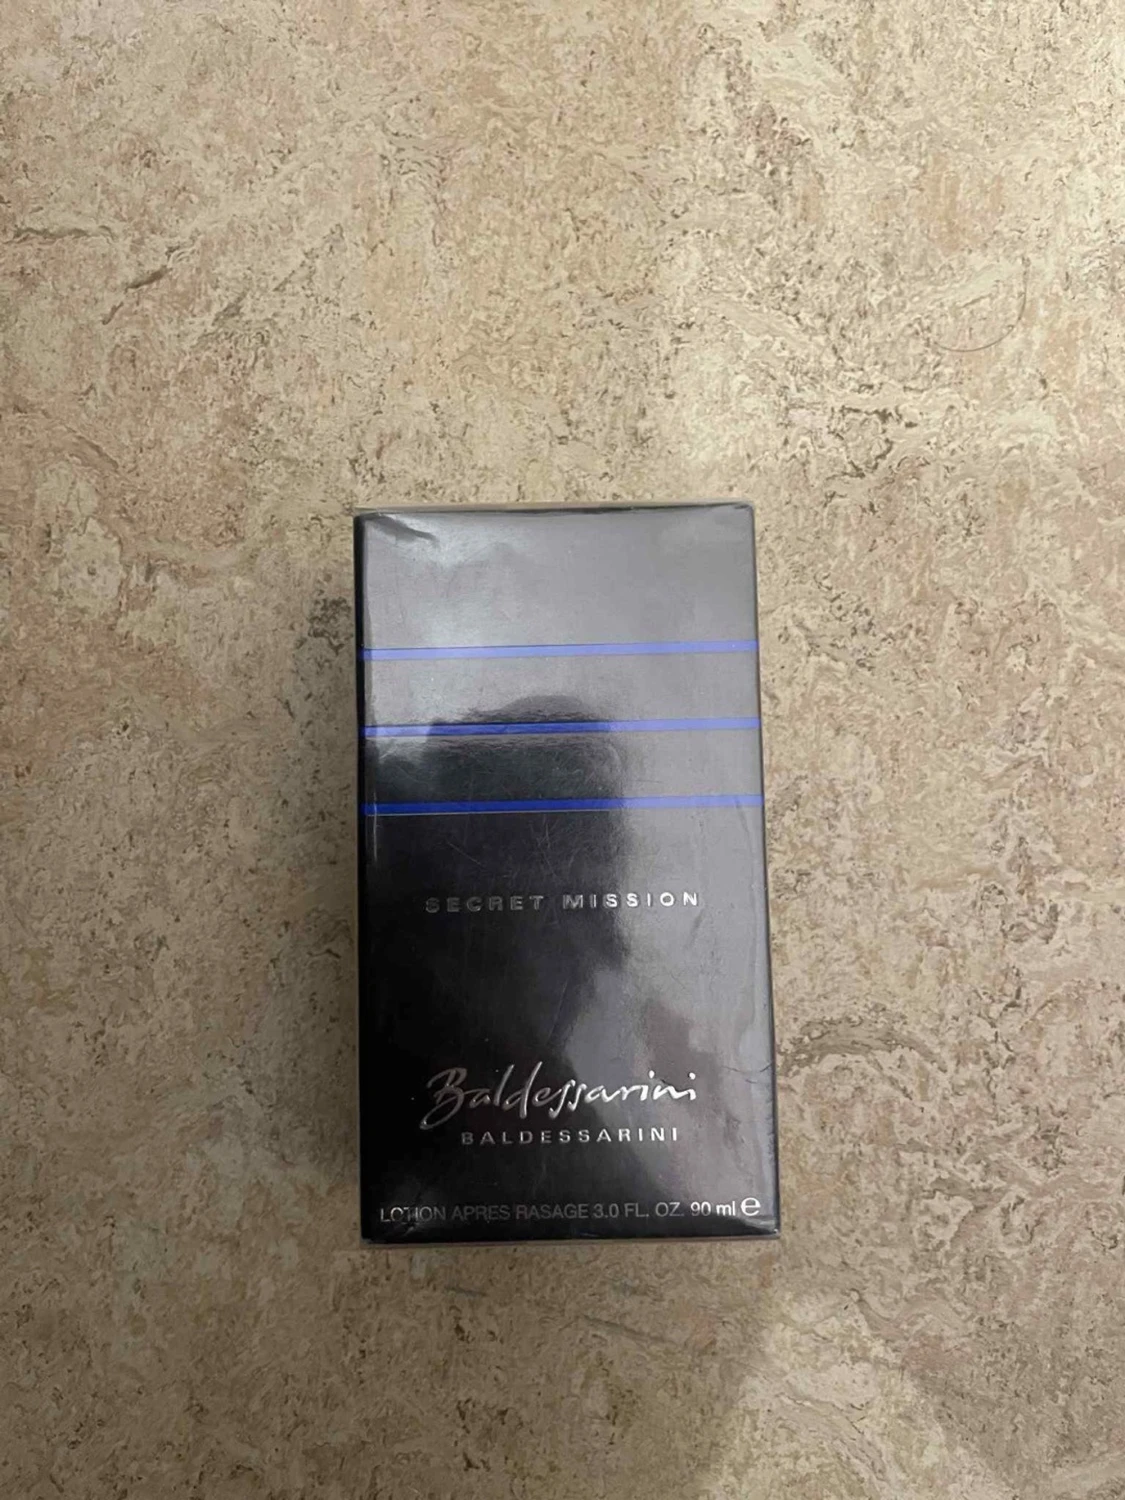 SECRET MISSION
Baldessarini
BALDESSARINI
LOTION APRES RASAGE 3.0 FL. OZ. 90 ml ℮